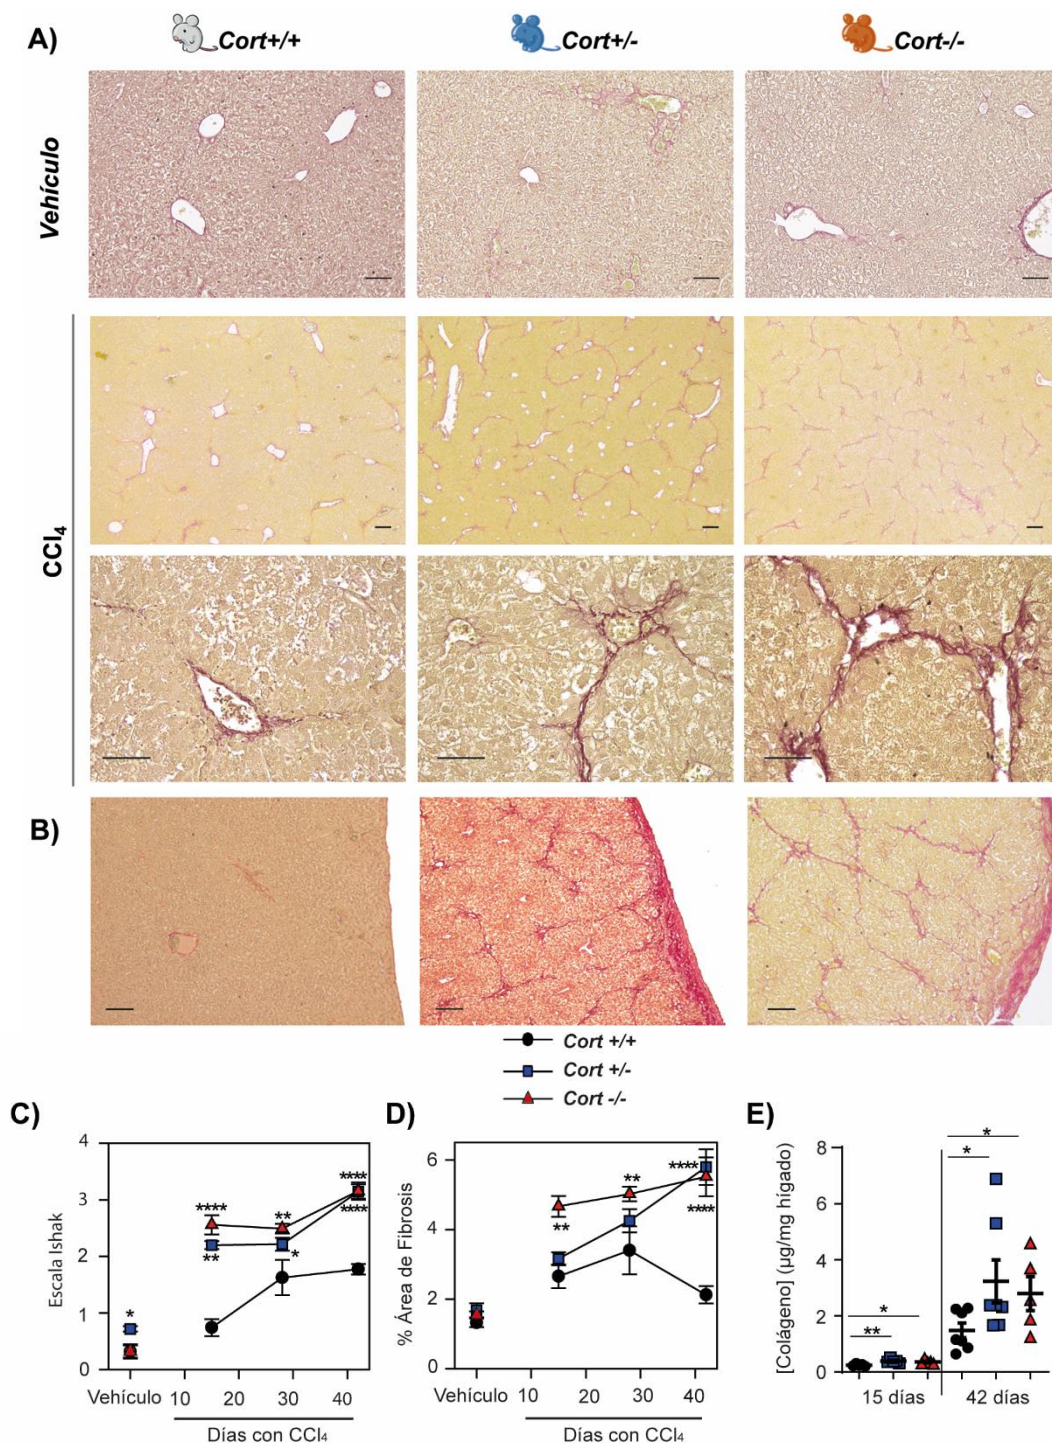 A)
Cort+/+
Cort+/-
Cort-/-
Vehículo
CCl₄
B)
Cort +/+
Cort +/-
Cort -/-
C)
Escala Ishak
4
3
2
1
0
****
**
****
****
**
*
*
Vehículo 10 20 30 40
Días con CCl₄
D)
% Área de Fibrosis
6
4
2
0
****
**
**
****
Vehículo 10 20 30 40
Días con CCl₄
E)
[Colágeno] (µg/mg hígado)
8
6
4
2
0
*
*
*
**
15 días 42 días